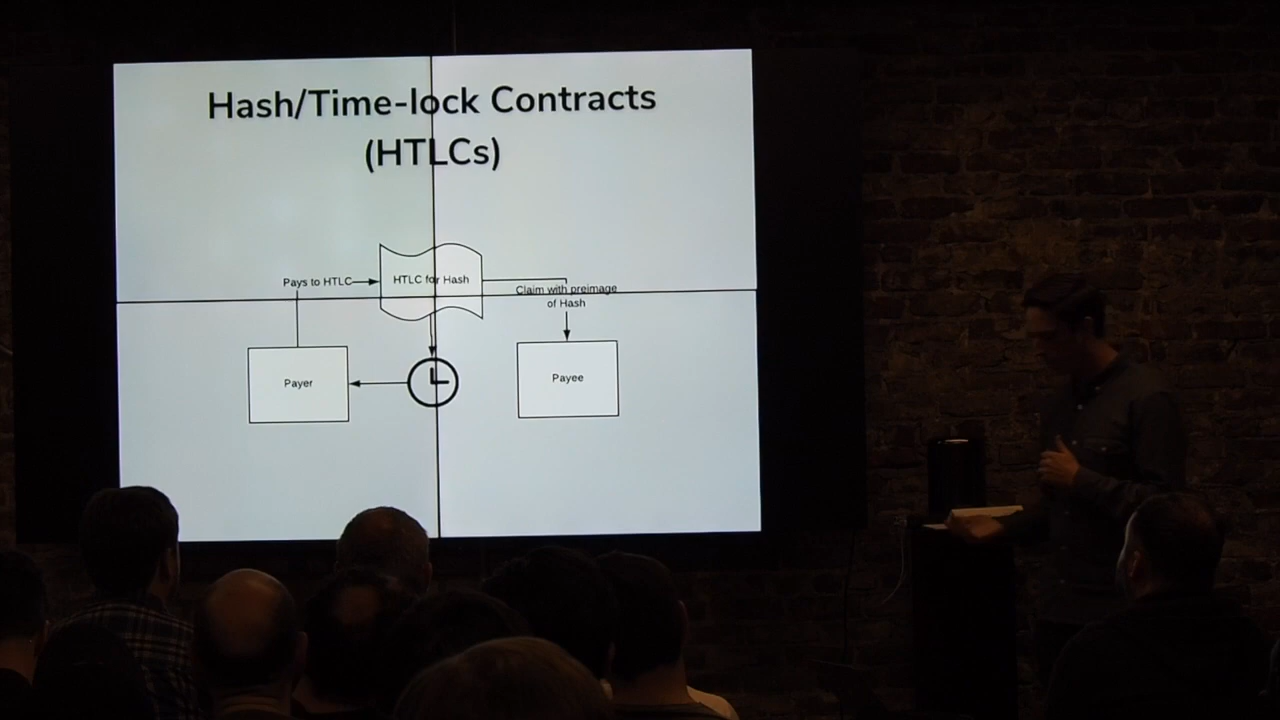 Hash/Time-lock Contracts
(HTLCs)
Pays to HTLC
HTLC for Hash
Claim with preimage
of Hash
Payer
Payee